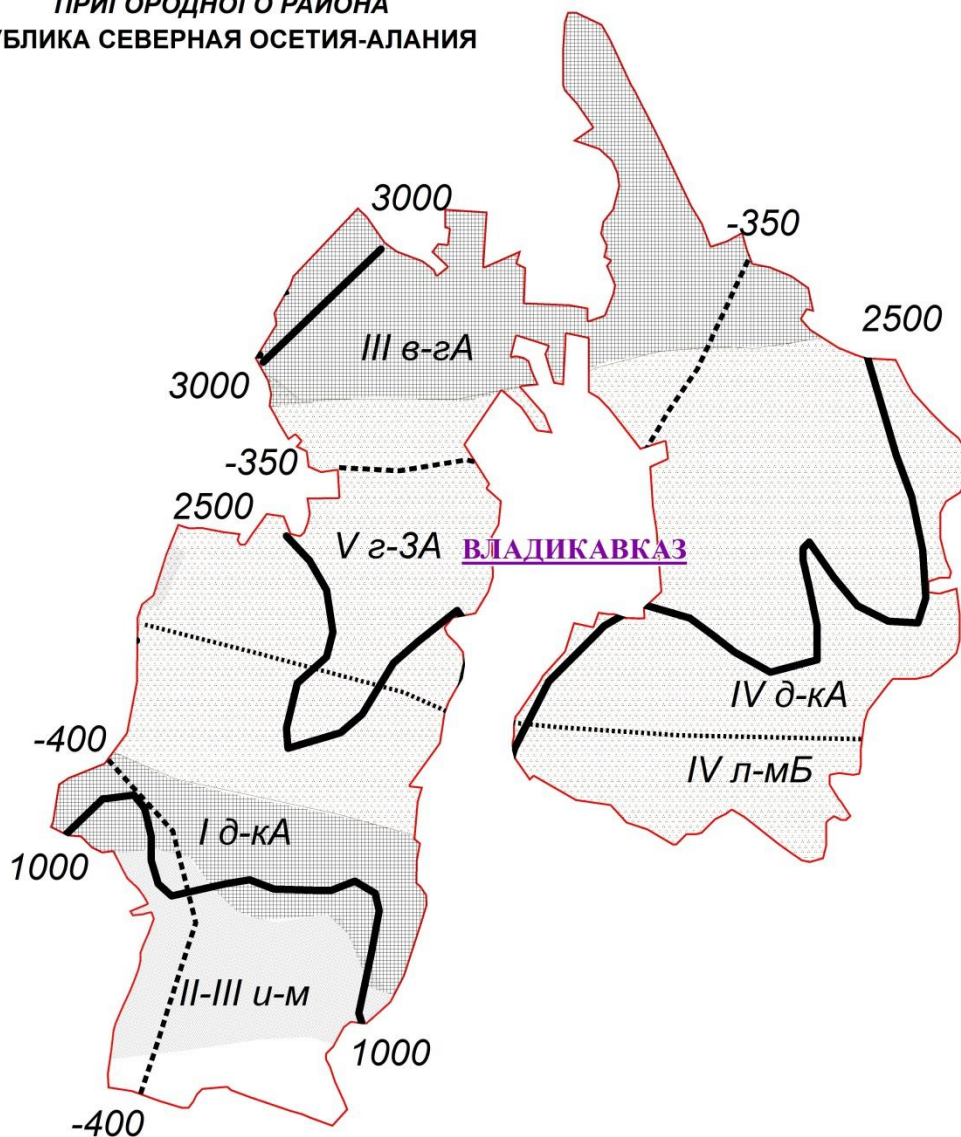 ПРИГОРОДНОГО РАЙОНА
УБЛИКА СЕВЕРНАЯ ОСЕТИЯ-АЛАНИЯ
3000
-350
2500
III в-гА
3000
-350
2500
V г-ЗА
ВЛАДИКАВКАЗ
IV д-кА
-400
IV л-мБ
I д-кА
1000
II-III и-м
1000
-400